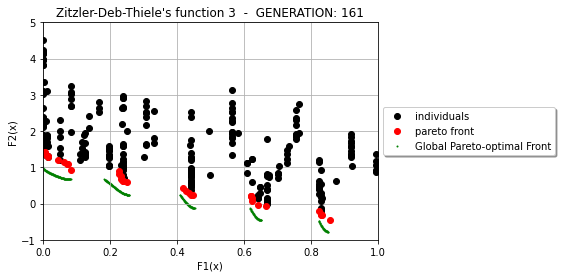 Zitzler-Deb-Thiele's function 3 - GENERATION: 161
5
4
3
2
1
0
−1
F2(x)
0.0 0.2 0.4 0.6 0.8 1.0
F1(x)
individuals
pareto front
Global Pareto-optimal Front